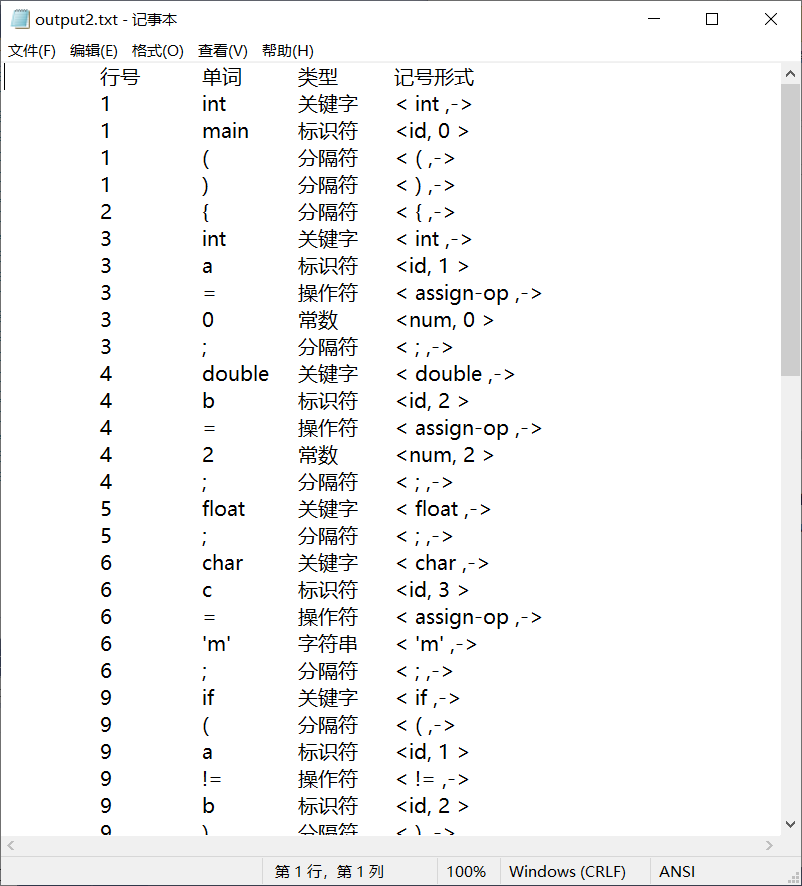 output2.txt - 记事本
文件(F) 编辑(E) 格式(O) 查看(V) 帮助(H)
行号 单词 类型 记号形式
1 int 关键字 < int ,->
1 main 标识符 <id, 0 >
1 ( 分隔符 < ( ,->
1 ) 分隔符 < ) ,->
2 { 分隔符 < { ,->
3 int 关键字 < int ,->
3 a 标识符 <id, 1 >
3 = 操作符 < assign-op ,->
3 0 常数 <num, 0 >
3 ; 分隔符 < ; ,->
4 double 关键字 < double ,->
4 b 标识符 <id, 2 >
4 = 操作符 < assign-op ,->
4 2 常数 <num, 2 >
4 ; 分隔符 < ; ,->
5 float 关键字 < float ,->
5 ; 分隔符 < ; ,->
6 char 关键字 < char ,->
6 c 标识符 <id, 3 >
6 = 操作符 < assign-op ,->
6 'm' 字符串 < 'm' ,->
6 ; 分隔符 < ; ,->
9 if 关键字 < if ,->
9 ( 分隔符 < ( ,->
9 a 标识符 <id, 1 >
9 != 操作符 < != ,->
9 b 标识符 <id, 2 >
9 ) 分隔符 < ) ,->
第 1 行，第 1 列 100% Windows (CRLF) ANSI